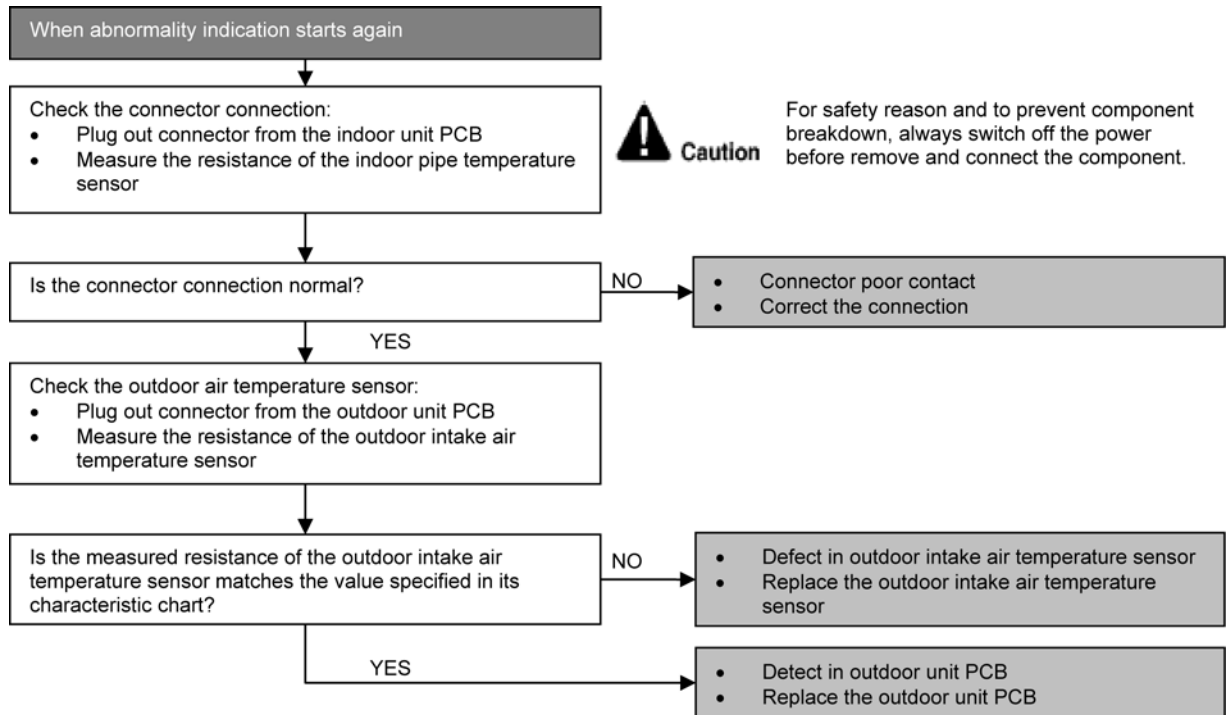 When abnormality indication starts again
Check the connector connection:
• Plug out connector from the indoor unit PCB
• Measure the resistance of the indoor pipe temperature
sensor
Caution
For safety reason and to prevent component
breakdown, always switch off the power
before remove and connect the component.
Is the connector connection normal?
NO
• Connector poor contact
• Correct the connection
YES
Check the outdoor air temperature sensor:
• Plug out connector from the outdoor unit PCB
• Measure the resistance of the outdoor intake air
temperature sensor
Is the measured resistance of the outdoor intake air
temperature sensor matches the value specified in its
characteristic chart?
NO
• Defect in outdoor intake air temperature sensor
• Replace the outdoor intake air temperature
sensor
YES
• Detect in outdoor unit PCB
• Replace the outdoor unit PCB